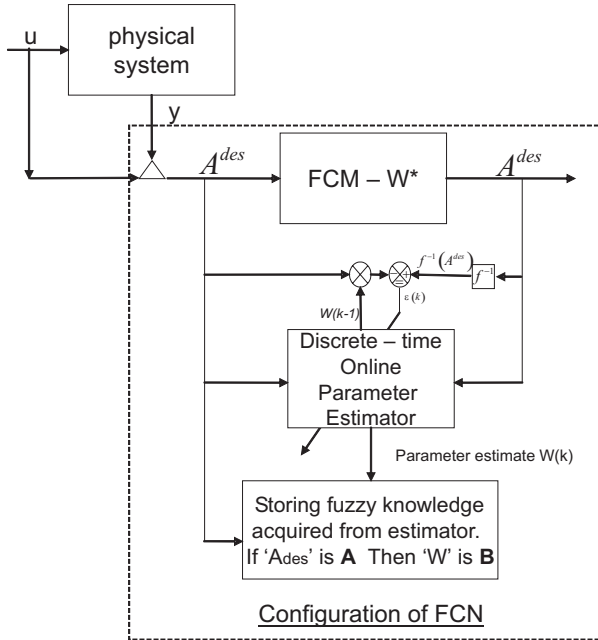 u
physical
system
y
A^des
FCM – W*
A^des
f^-1(A^des)
f^-1
- +
=
ε(k)
W(k-1)
Discrete – time
Online
Parameter
Estimator
Parameter estimate W(k)
Storing fuzzy knowledge
acquired from estimator.
If ‘Ades’ is A Then ‘W’ is B
Configuration of FCN